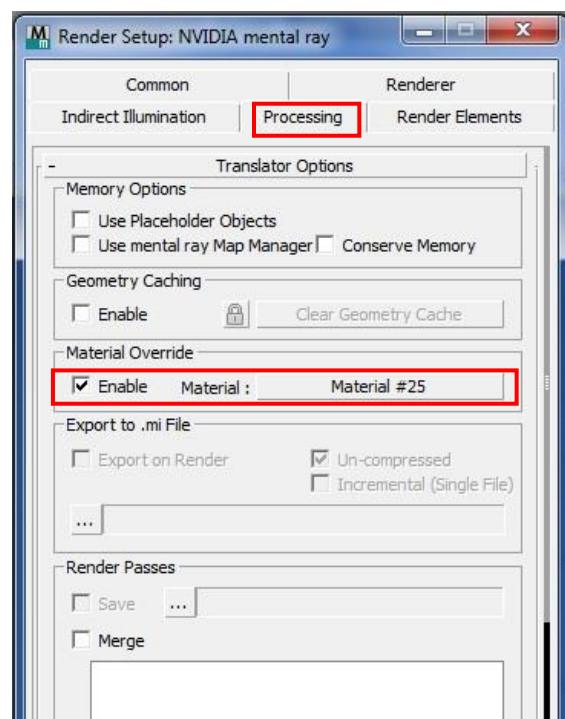 Render Setup: NVIDIA mental ray
Common Renderer
Indirect Illumination Processing Render Elements
- Translator Options
Memory Options
Use Placeholder Objects
Use mental ray Map Manager Conserve Memory
Geometry Caching
Enable Clear Geometry Cache
Material Override
Enable Material : Material #25
Export to .mi File
Export on Render Un-compressed
Incremental (Single File)
...
Render Passes
Save ...
Merge